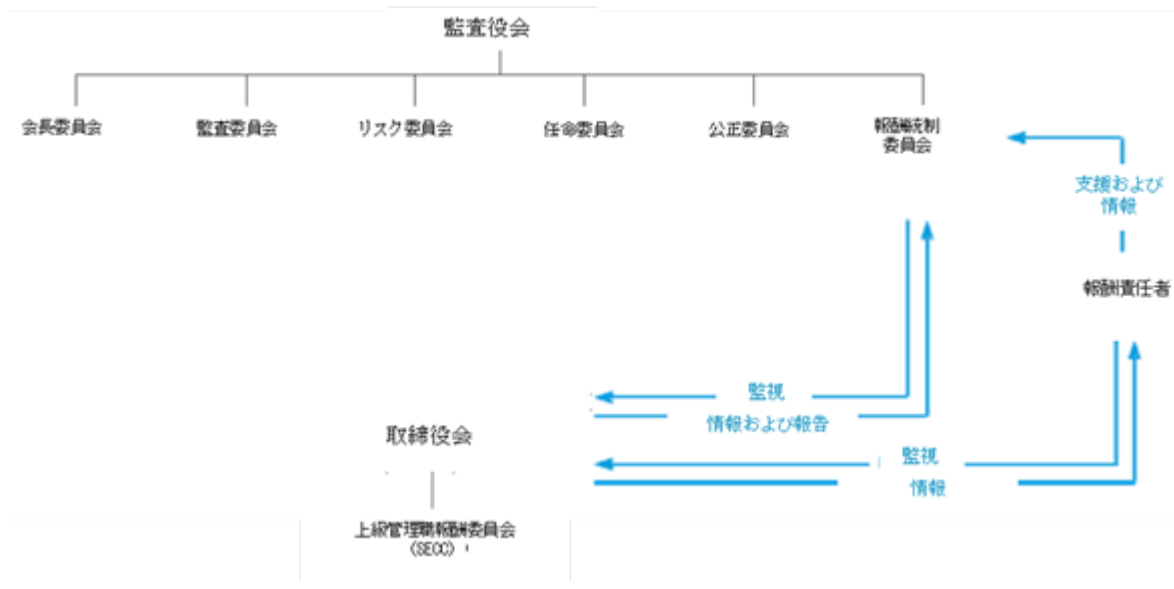 監査役会
会長委員会
監査委員会
リスク委員会
任命委員会
公正委員会
報酬統制
委員会
支援および
情報
報酬責任者
監視
情報および報告
取締役会
監視
情報
上級管理職報酬委員会
(SECC) 1